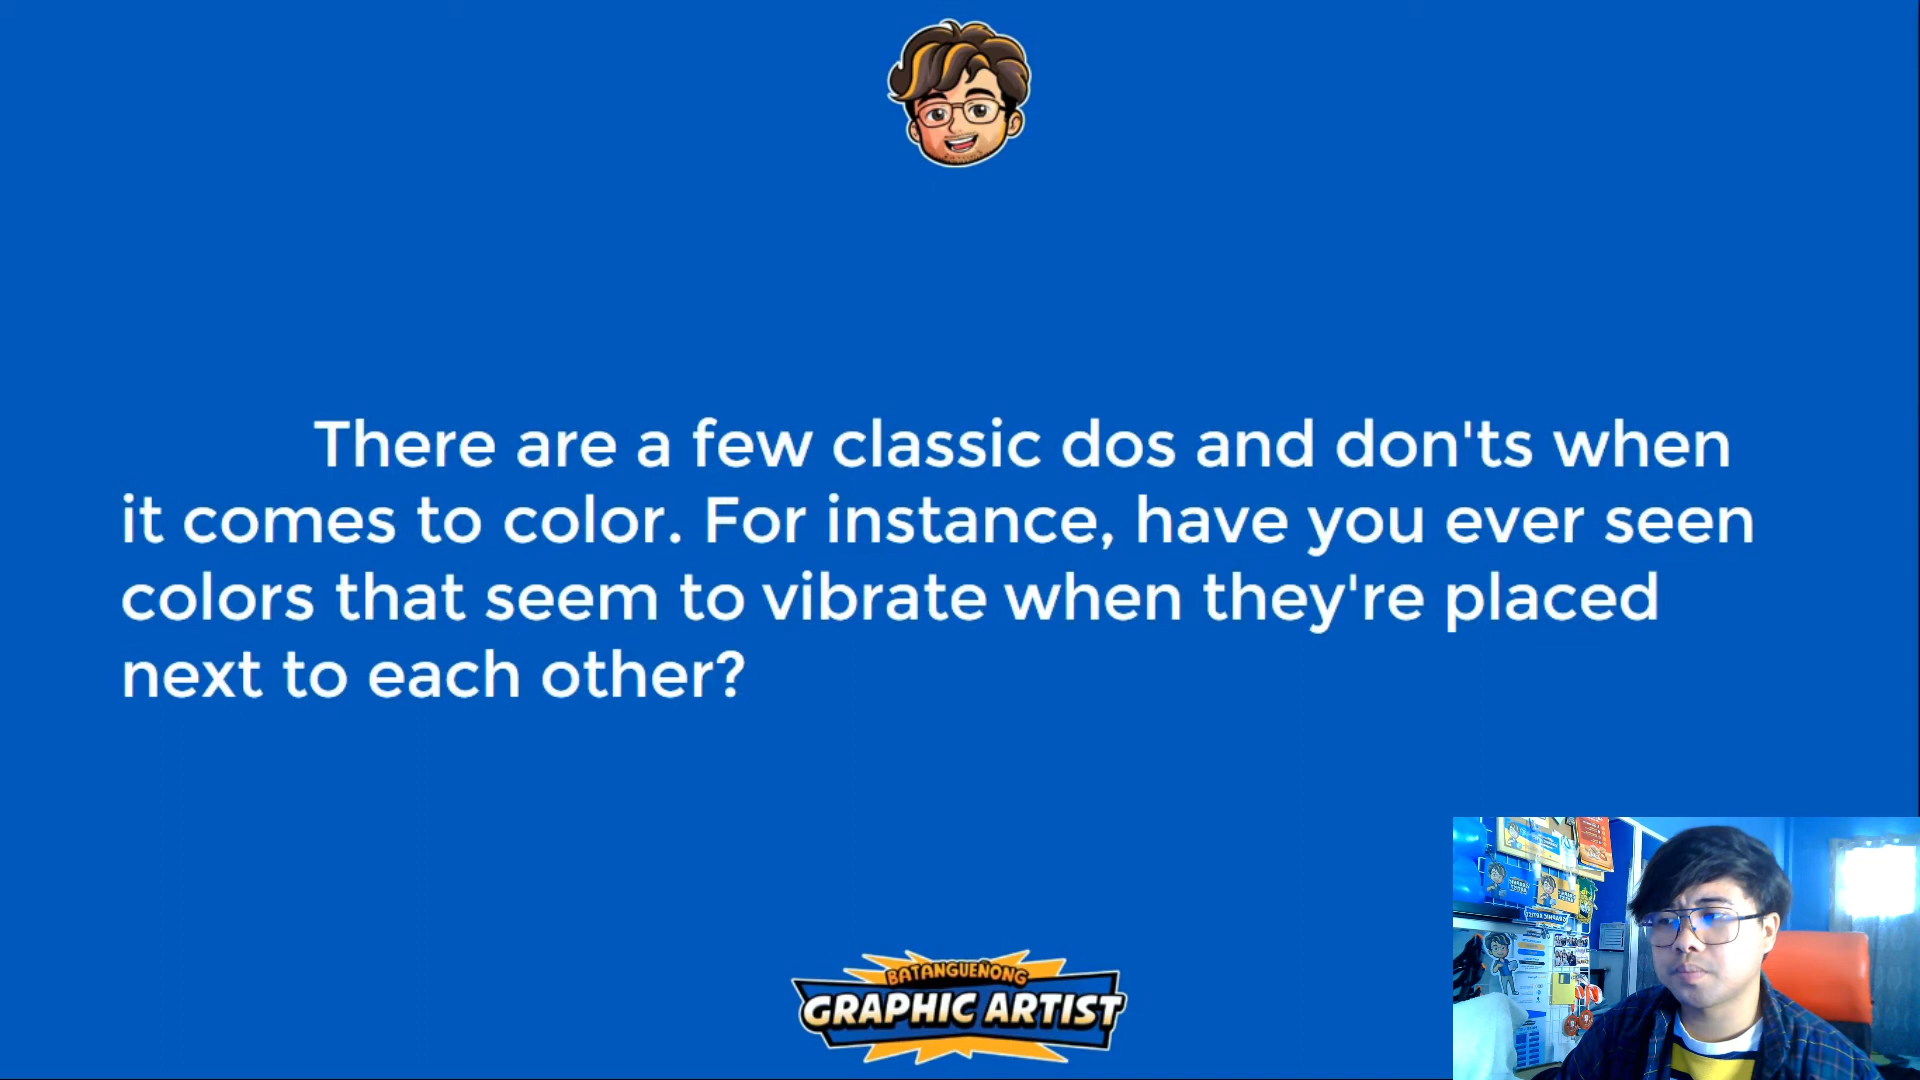 There are a few classic dos and don'ts when
it comes to color. For instance, have you ever seen
colors that seem to vibrate when they're placed
next to each other?
BATANGUEÑONG
GRAPHIC ARTIST